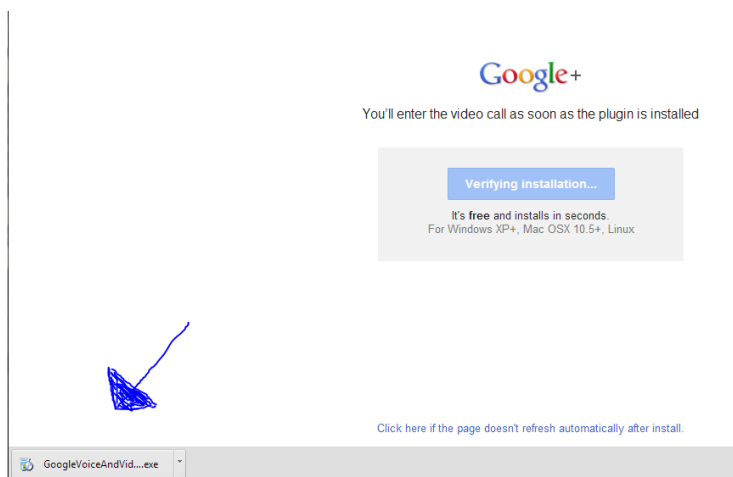 Google+
You'll enter the video call as soon as the plugin is installed
Verifying installation...
It's free and installs in seconds.
For Windows XP+, Mac OSX 10.5+, Linux
Click here if the page doesn't refresh automatically after install.
GoogleVoiceAndVid....exe